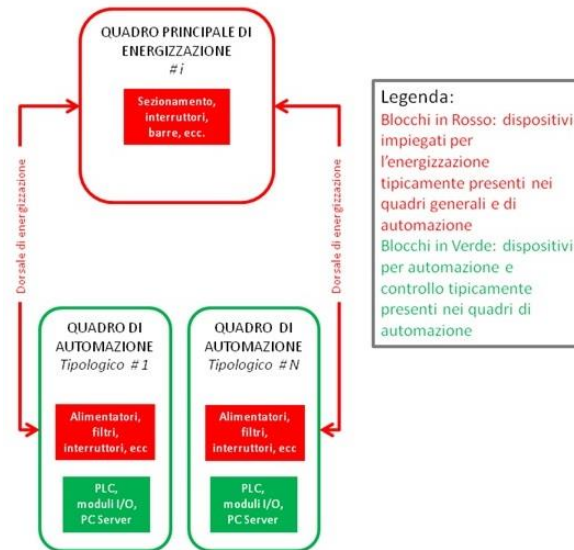 QUADRO PRINCIPALE DI
ENERGIZZAZIONE
# i
Sezionamento,
interruttori,
barre, ecc.
Dorsale di energizzazione
Dorsale di energizzazione
Legenda:
Blocchi in Rosso: dispositivi
impiegati per
l'energizzazione
tipicamente presenti nei
quadri generali e di
automazione
Blocchi in Verde: dispositivi
per automazione e
controllo tipicamente
presenti nei quadri di
automazione
QUADRO DI
AUTOMAZIONE
Tipologico # 1
Alimentatori,
filtri,
interruttori, ecc
PLC,
moduli I/O,
PC Server
QUADRO DI
AUTOMAZIONE
Tipologico # N
Alimentatori,
filtri,
interruttori, ecc
PLC,
moduli I/O,
PC Server